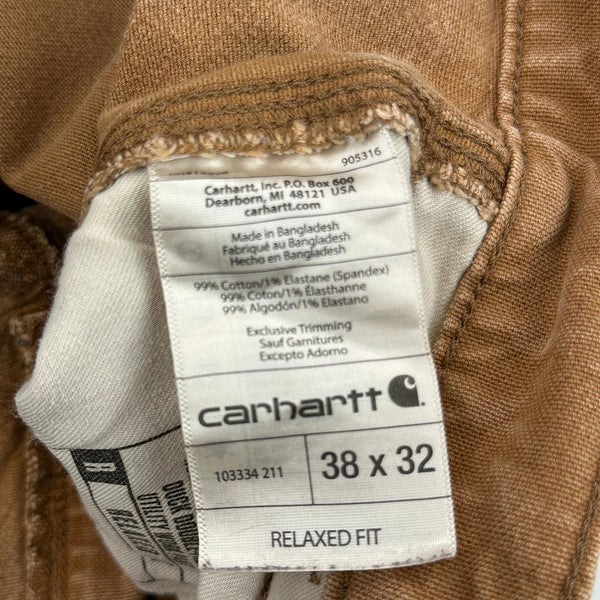 905316
Carhartt, Inc. P.O. Box 600
Dearborn, MI 48121 USA
carhartt.com
Made in Bangladesh
Fabriqué au Bangladesh
Hecho en Bangladesh
99% Cotton/1% Elastane (Spandex)
99% Coton/1% Élasthanne
99% Algodón/1% Elastano
Exclusive Trimming
Sauf Garnitures
Excepto Adorno
carhartt
103334 211
38 x 32
RELAXED FIT